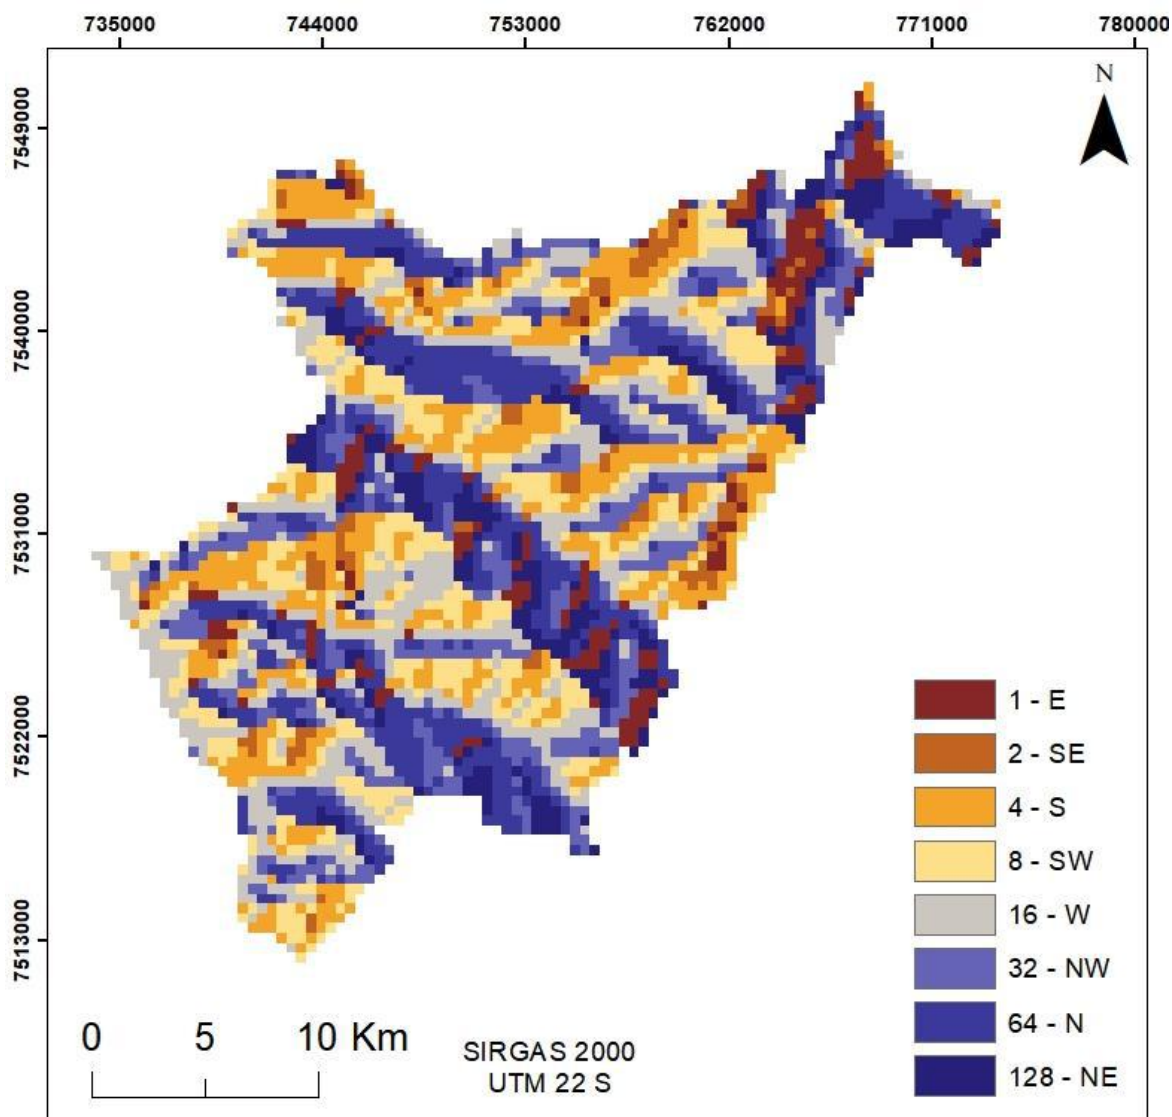 735000 744000 753000 762000 771000 780000
N
7549000
7540000
7531000
7522000
7513000
1 - E
2 - SE
4 - S
8 - SW
16 - W
32 - NW
64 - N
128 - NE
0 5 10 Km
SIRGAS 2000
UTM 22 S